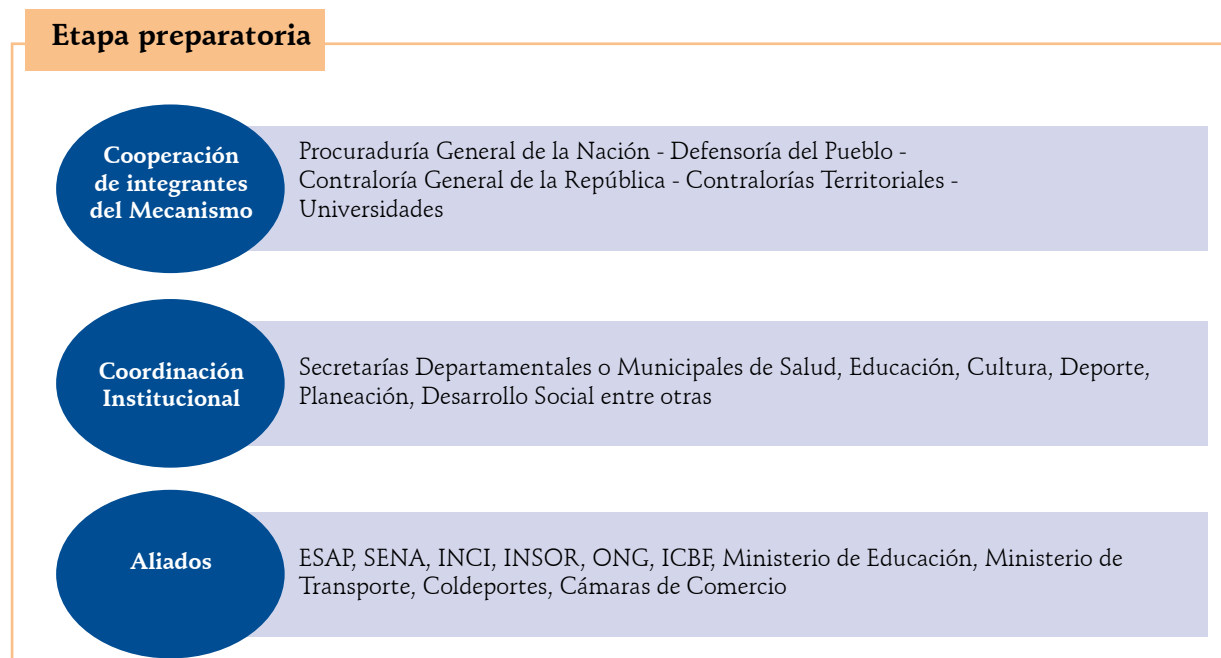 Etapa preparatoria
Cooperación
de integrantes
del Mecanismo
Procuraduría General de la Nación - Defensoría del Pueblo -
Contraloría General de la República - Contralorías Territoriales -
Universidades
Coordinación
Institucional
Secretarías Departamentales o Municipales de Salud, Educación, Cultura, Deporte,
Planeación, Desarrollo Social entre otras
Aliados
ESAP, SENA, INCI, INSOR, ONG, ICBF, Ministerio de Educación, Ministerio de
Transporte, Coldeportes, Cámaras de Comercio